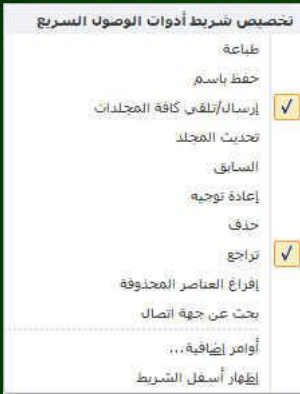 تخصيص شريط أدوات الوصول السريع
طباعة
حفظ باسم
إرسال/تلقي كافة المجلدات
تحديث المجلد
السابق
إعادة توجيه
حذف
تراجع
إفراغ العناصر المحذوفة
بحث عن جهة اتصال
أوامر إضافية...
إظهار أسفل الشريط